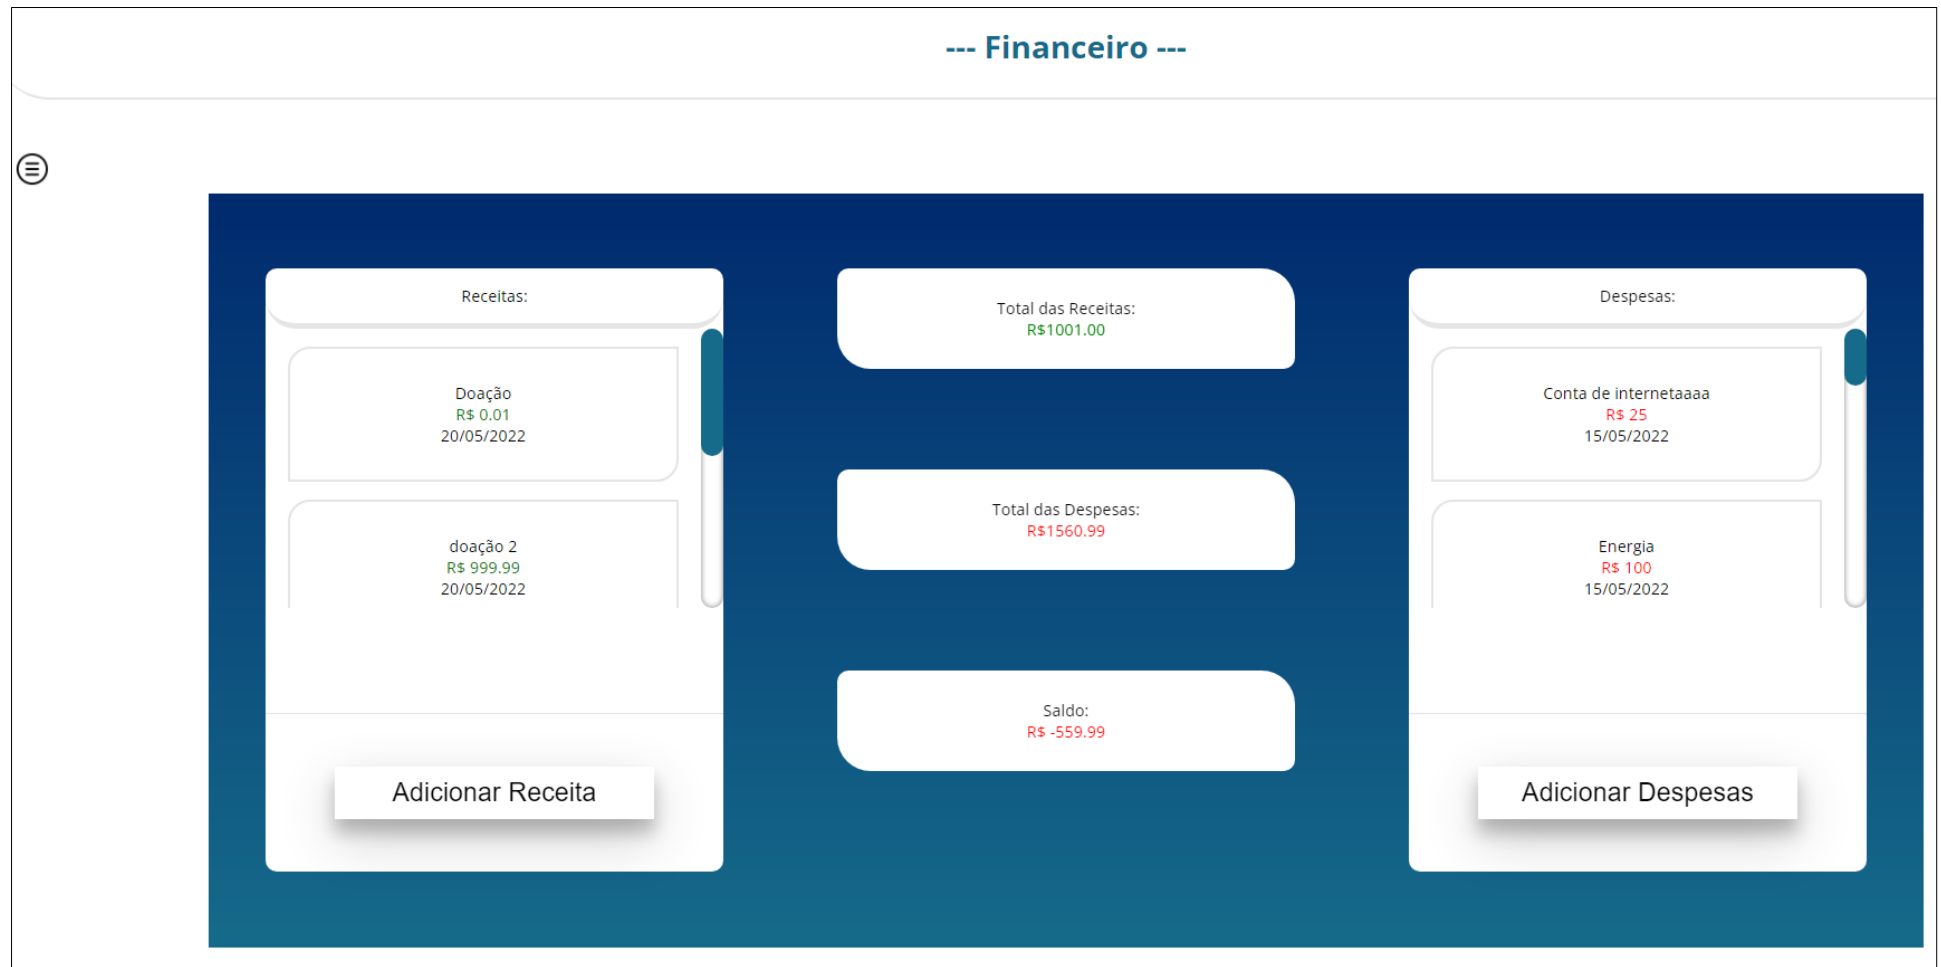 --- Financeiro ---
Receitas:
Doação
R$ 0.01
20/05/2022
doação 2
R$ 999.99
20/05/2022
Adicionar Receita
Total das Receitas:
R$1001.00
Total das Despesas:
R$1560.99
Saldo:
R$ -559.99
Despesas:
Conta de internetaaaa
R$ 25
15/05/2022
Energia
R$ 100
15/05/2022
Adicionar Despesas